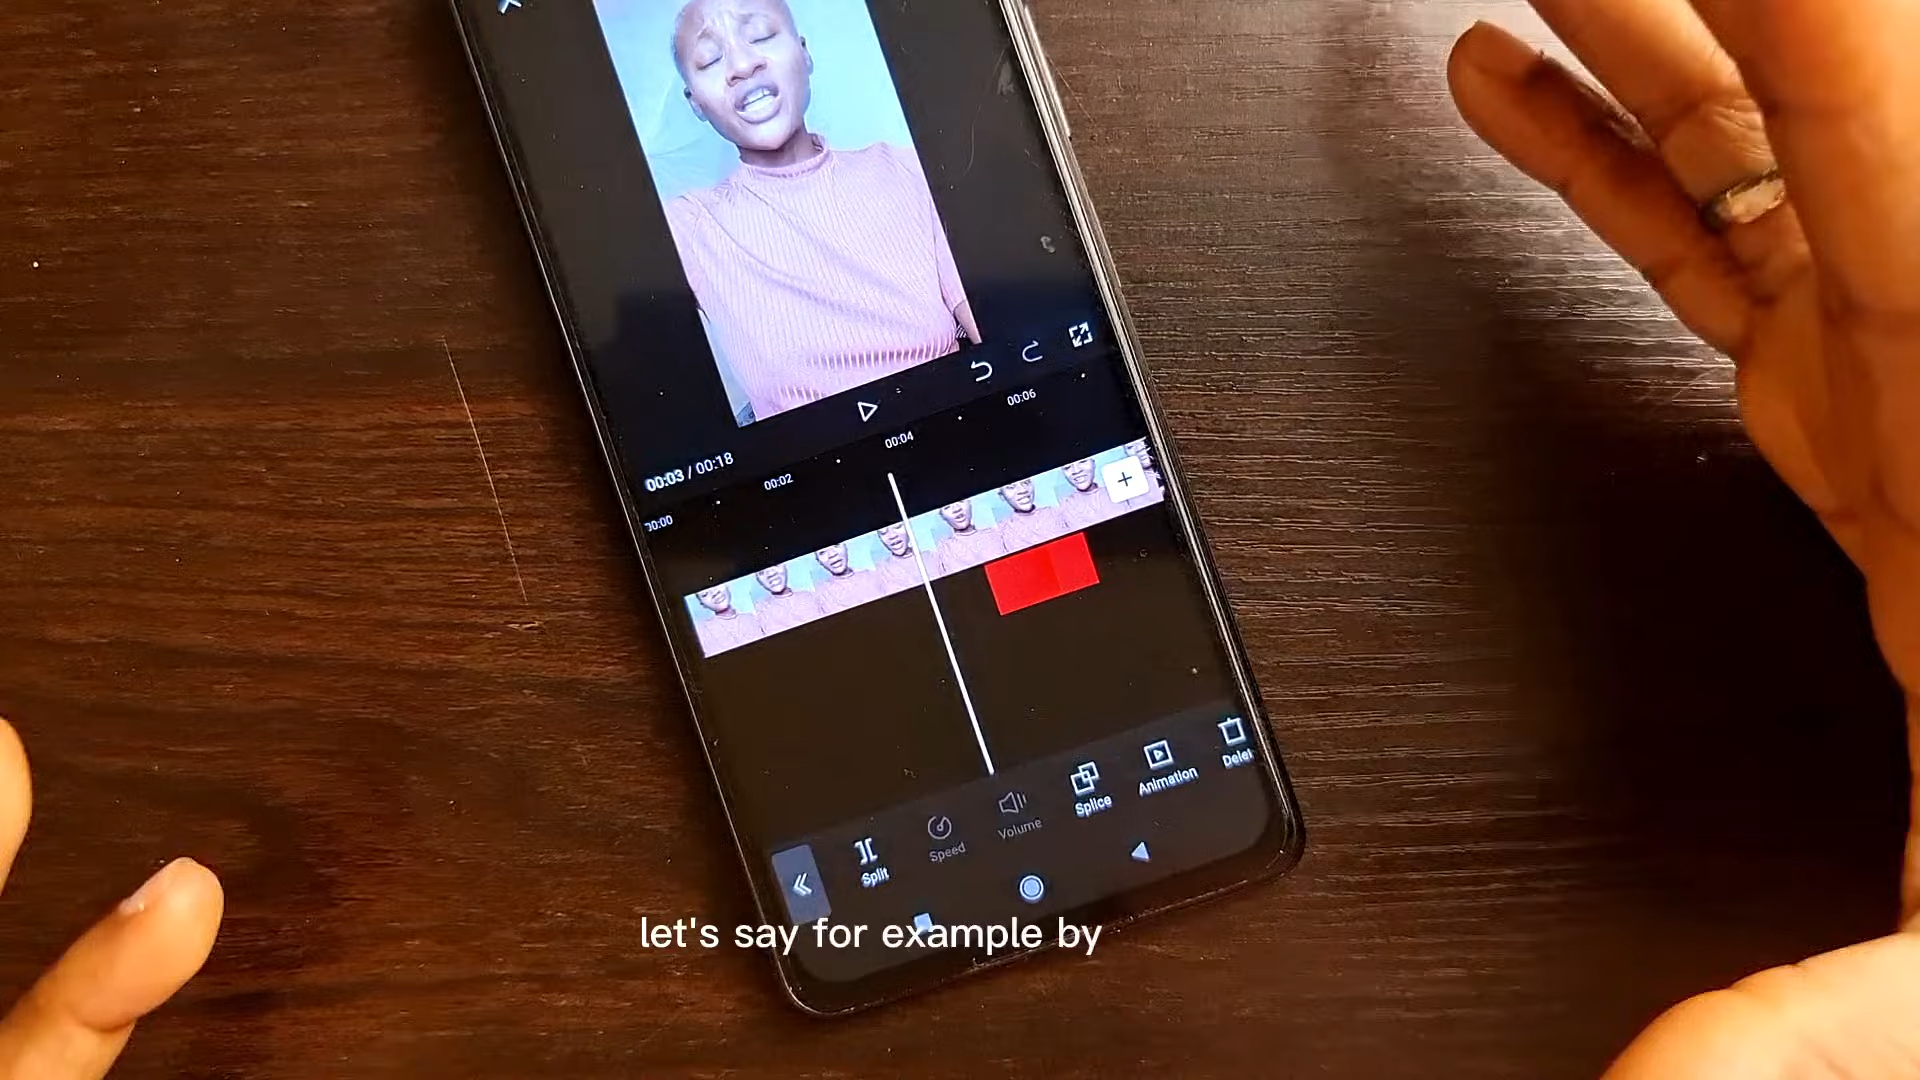 00:03 / 00:18
00:00
00:02
00:04
00:06
Split
Speed
Volume
Splice
Animation
Delet
let's say for example by